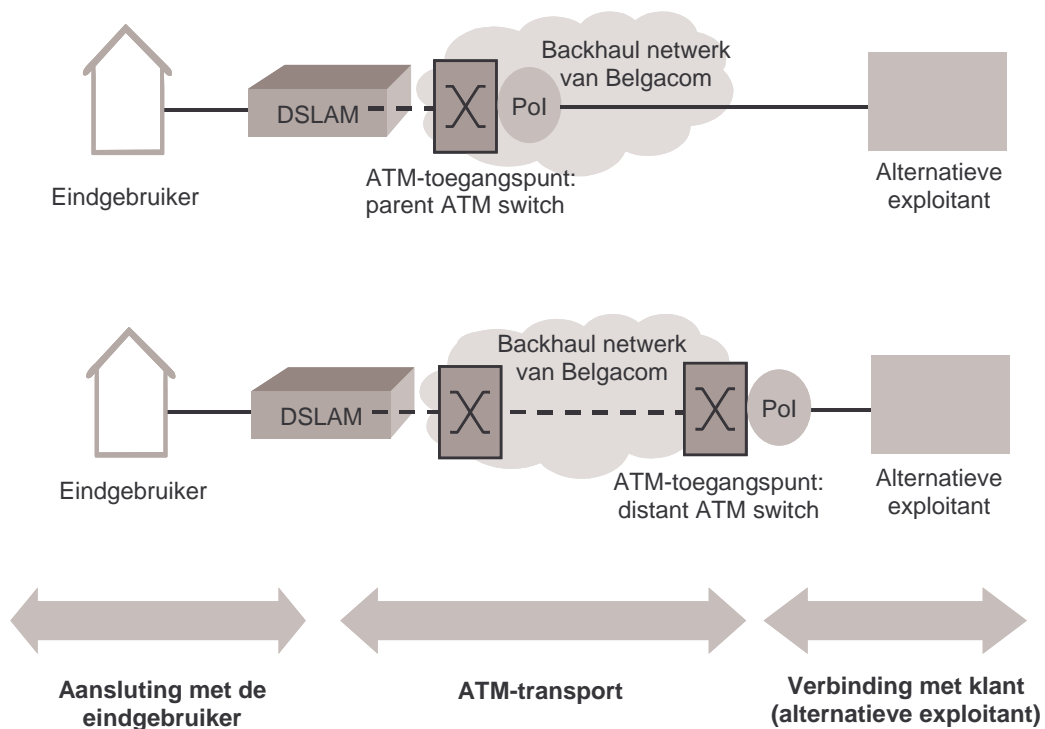 Backhaul netwerk
van Belgacom
DSLAM
PoI
Eindgebruiker
ATM-toegangspunt:
parent ATM switch
Alternatieve
exploitant
Backhaul netwerk
van Belgacom
DSLAM
PoI
Eindgebruiker
ATM-toegangspunt:
distant ATM switch
Alternatieve
exploitant
Aansluting met de
eindgebruiker
ATM-transport
Verbinding met klant
(alternatieve exploitant)